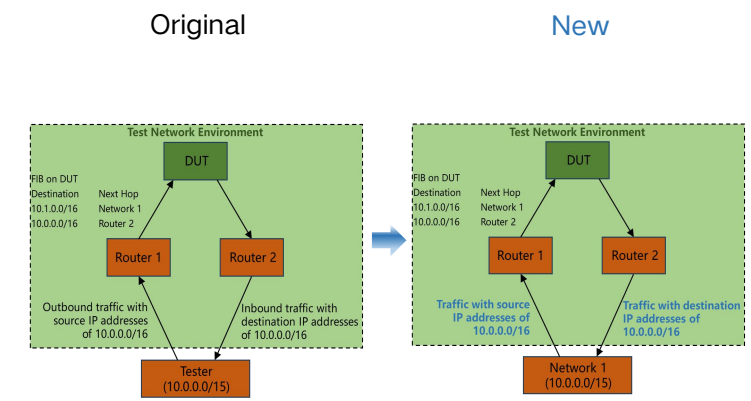 Original
New
Test Network Environment
DUT
FIB on DUT
Destination Next Hop
10.1.0.0/16 Network 1
10.0.0.0/16 Router 2
Router 1
Router 2
Outbound traffic with
source IP addresses
of 10.0.0.0/16
Inbound traffic with
destination IP addresses
of 10.0.0.0/16
Tester
(10.0.0.0/15)
Test Network Environment
DUT
FIB on DUT
Destination Next Hop
10.1.0.0/16 Network 1
10.0.0.0/16 Router 2
Router 1
Router 2
Traffic with source
IP addresses of
10.0.0.0/16
Traffic with destination
IP addresses of
10.0.0.0/16
Network 1
(10.0.0.0/15)